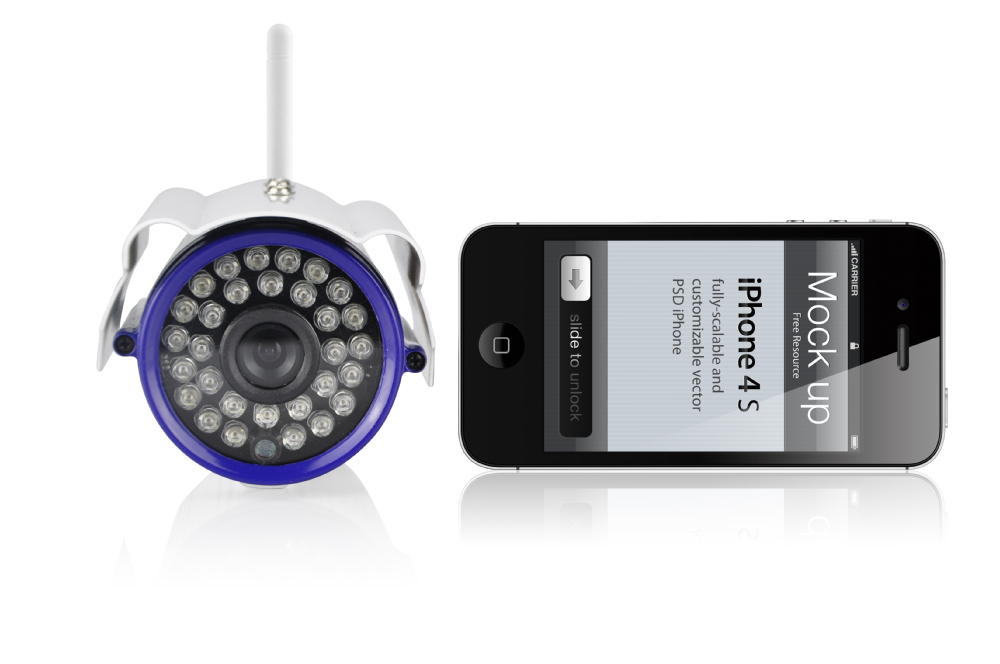 CARRIER
Mock up
Free Resource
iPhone 4 S
fully-scalable and
customizable vector
PSD iPhone
slide to unlock